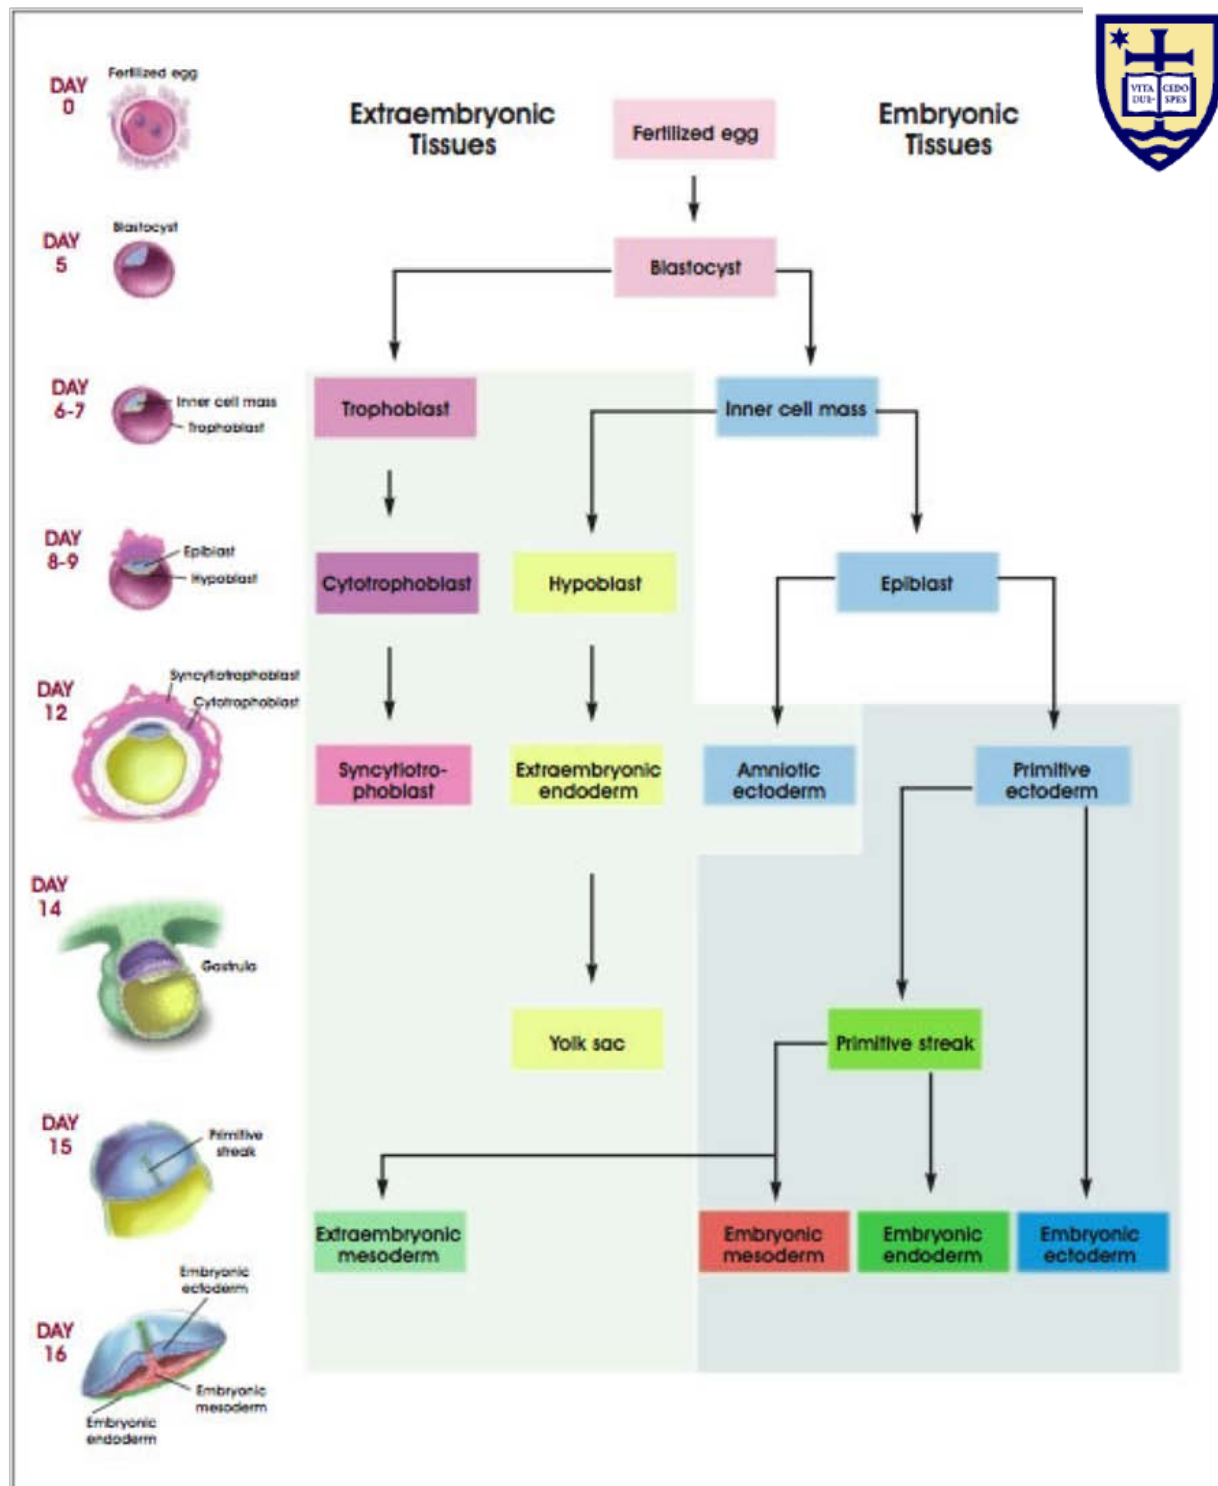 DAY
0
Fertilized egg
Extraembryonic
Tissues
Fertilized egg
Embryonic
Tissues
VITA
DUL-
CEDO
SPES
DAY
5
Blastocyst
Blastocyst
DAY
6-7
Inner cell mass
Trophoblast
Trophoblast
Inner cell mass
DAY
8-9
Epiblast
Hypoblast
Cytotrophoblast
Hypoblast
Epiblast
DAY
12
Syncytiotrophoblast
Cytotrophoblast
Syncytiotro-
phoblast
Extraembryonic
endoderm
Amniotic
ectoderm
Primitive
ectoderm
DAY
14
Gastrula
Yolk sac
Primitive streak
DAY
15
Primitive
streak
Extraembryonic
mesoderm
Embryonic
mesoderm
Embryonic
endoderm
Embryonic
ectoderm
DAY
16
Embryonic
ectoderm
Embryonic
mesoderm
Embryonic
endoderm